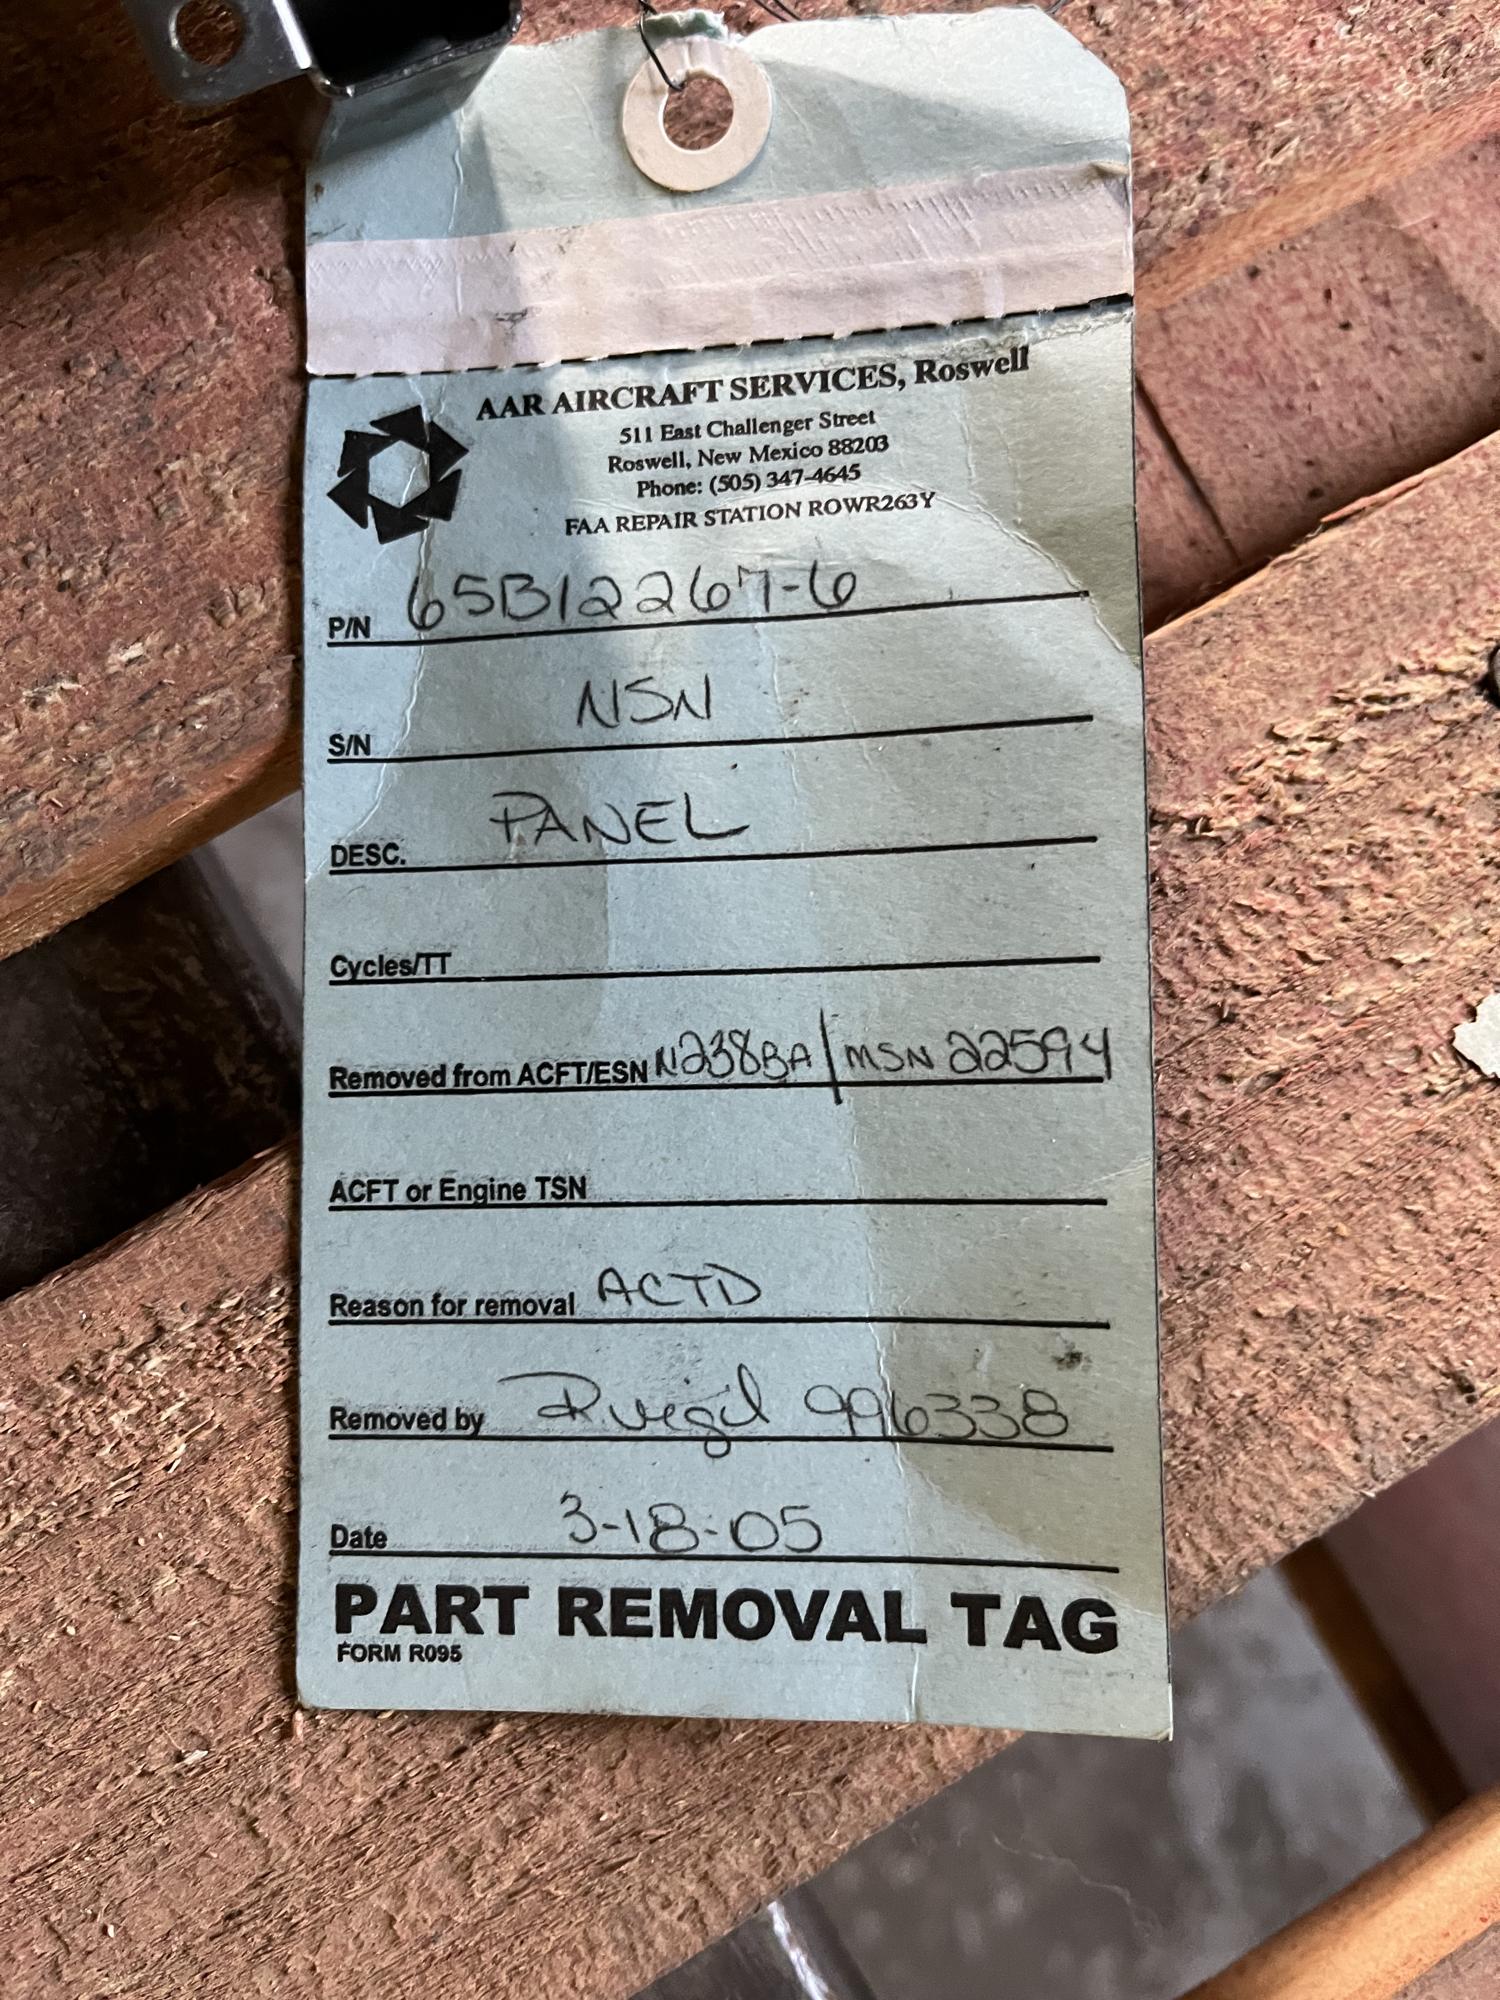 AAR AIRCRAFT SERVICES, Roswell
511 East Challenger Street
Roswell, New Mexico 88203
Phone: (505) 347-4645
FAA REPAIR STATION ROWR263Y
P/N 65B12267-6
S/N NSN
DESC. PANEL
Cycles/TT
Removed from ACFT/ESN N238BA / MSN 22594
ACFT or Engine TSN
Reason for removal ACTD
Removed by 996338
Date 3-18-05
PART REMOVAL TAG
FORM R095